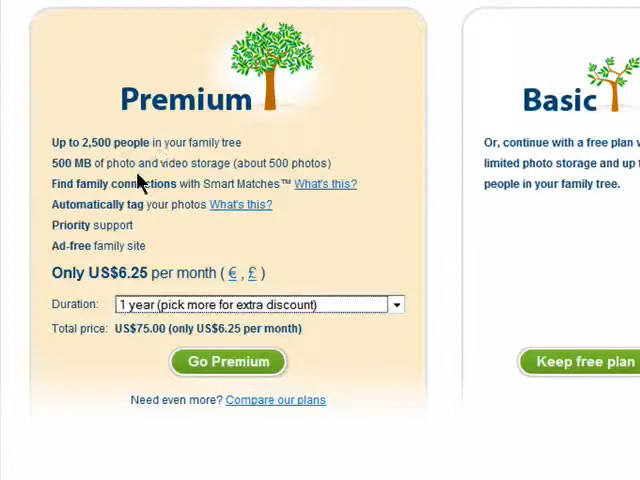 Premium
Up to 2,500 people in your family tree
500 MB of photo and video storage (about 500 photos)
Find family connections with Smart Matches™ What's this?
Automatically tag your photos What's this?
Priority support
Ad-free family site
Only US$6.25 per month ( € , £ )
Duration: 1 year (pick more for extra discount)
Total price: US$75.00 (only US$6.25 per month)
Go Premium
Need even more? Compare our plans
Basic
Or, continue with a free plan
limited photo storage and up
people in your family tree.
Keep free plan